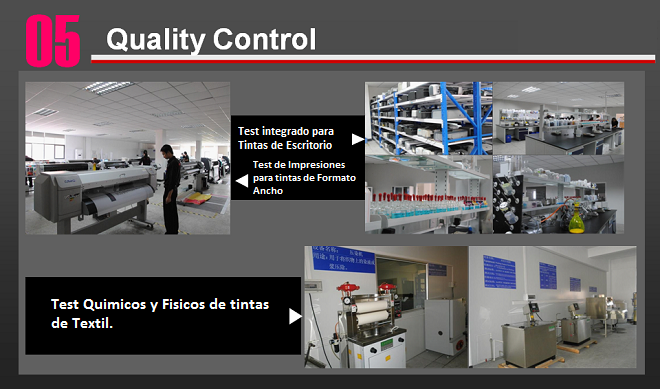 05 Quality Control
Test integrado para
Tintas de Escritorio
Test de Impresiones
para tintas de Formato
Ancho
Test Quimicos y Fisicos de tintas
de Textil.